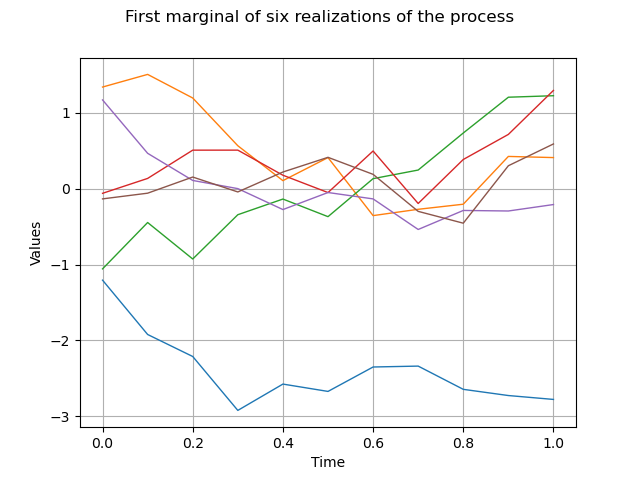 First marginal of six realizations of the process
1
0
−1
−2
−3
Values
0.0 0.2 0.4 0.6 0.8 1.0
Time